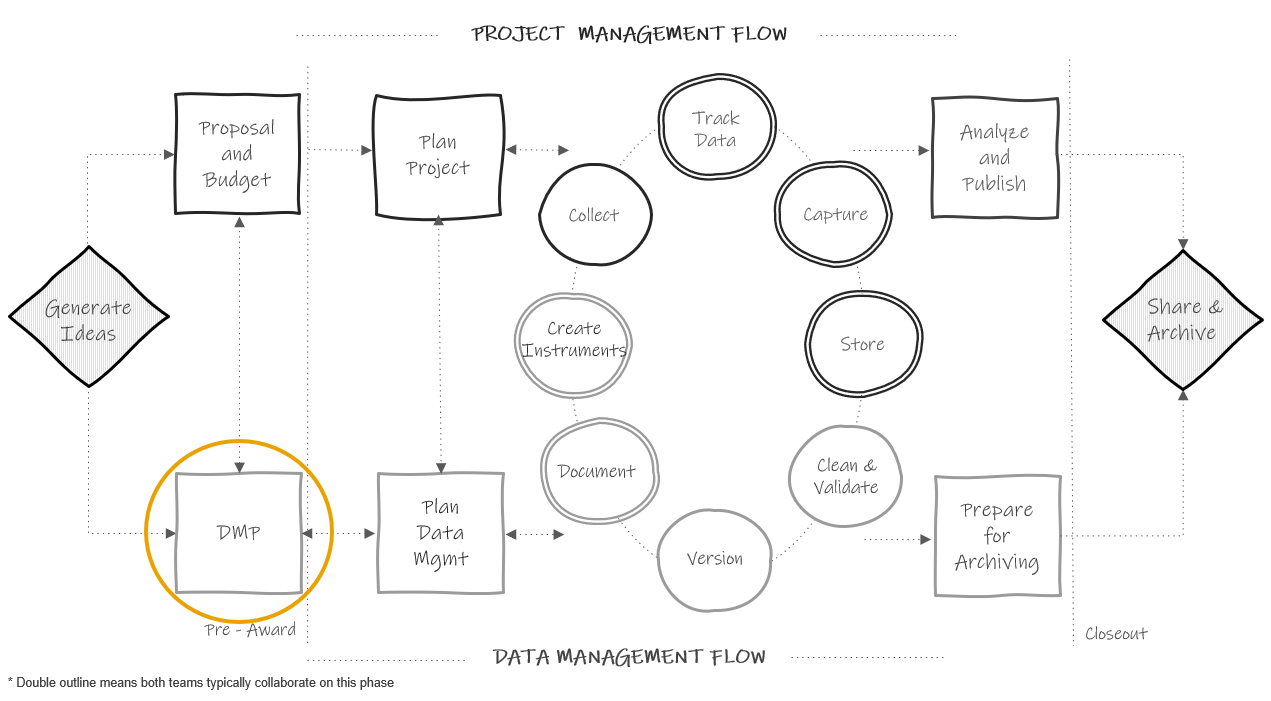 PROJECT MANAGEMENT FLOW
Proposal
and
Budget
Plan
Project
Track
Data
Analyze
and
Publish
Collect
Capture
Generate
Ideas
Create
Instruments
Store
Share &
Archive
DMP
Plan
Data
Mgmt
Document
Clean &
Validate
Version
Prepare
for
Archiving
Pre - Award
Closeout
DATA MANAGEMENT FLOW
* Double outline means both teams typically collaborate on this phase